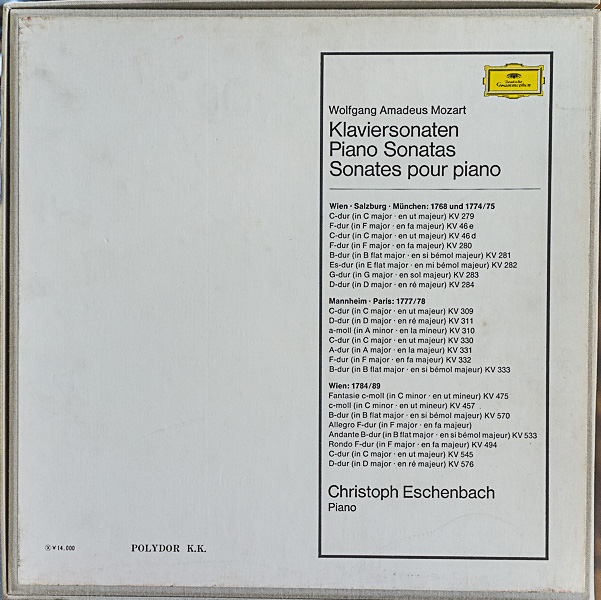 Deutsche
Grammophon
Wolfgang Amadeus Mozart
Klaviersonaten
Piano Sonatas
Sonates pour piano
Wien · Salzburg · München: 1768 und 1774/75
C-dur (in C major · en ut majeur) KV 279
F-dur (in F major · en fa majeur) KV 46 e
C-dur (in C major · en ut majeur) KV 46 d
F-dur (in F major · en fa majeur) KV 280
B-dur (in B flat major · en si bémol majeur) KV 281
Es-dur (in E flat major · en mi bémol majeur) KV 282
G-dur (in G major · en sol majeur) KV 283
D-dur (in D major · en ré majeur) KV 284
Mannheim · Paris: 1777/78
C-dur (in C major · en ut majeur) KV 309
D-dur (in D major · en ré majeur) KV 311
a-moll (in A minor · en la mineur) KV 310
C-dur (in C major · en ut majeur) KV 330
A-dur (in A major · en la majeur) KV 331
F-dur (in F major · en fa majeur) KV 332
B-dur (in B flat major · en si bémol majeur) KV 333
Wien: 1784/89
Fantasie c-moll (in C minor · en ut mineur) KV 475
c-moll (in C minor · en ut mineur) KV 457
B-dur (in B flat major · en si bémol majeur) KV 570
Allegro F-dur (in F major · en fa majeur)
Andante B-dur (in B flat major · en si bémol majeur) KV 533
Rondo F-dur (in F major · en fa majeur) KV 494
C-dur (in C major · en ut majeur) KV 545
D-dur (in D major · en ré majeur) KV 576
Christoph Eschenbach
Piano
¥14,000 POLYDOR K.K.